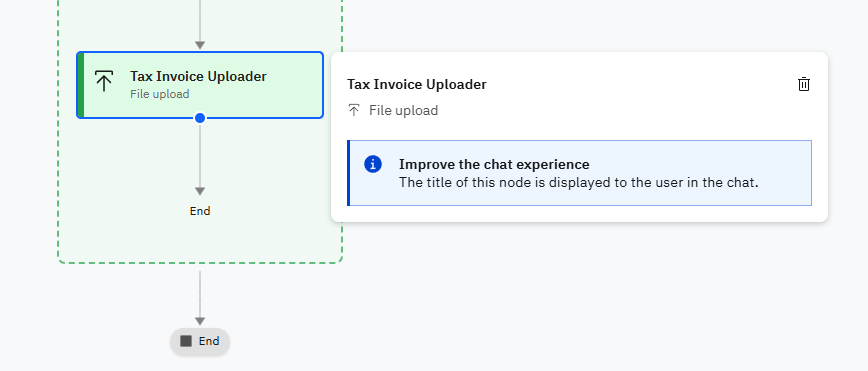 Tax Invoice Uploader
File upload
End
End
Tax Invoice Uploader
File upload
Improve the chat experience
The title of this node is displayed to the user in the chat.